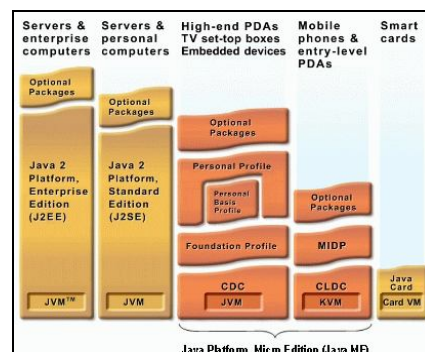 Servers &
enterprise
computers
Servers &
personal
computers
High-end PDAs
TV set-top boxes
Embedded devices
Mobile
phones &
entry-level
PDAs
Smart
cards
Optional
Packages
Java 2
Platform,
Enterprise
Edition
(J2EE)
JVM™
Optional
Packages
Java 2
Platform,
Standard
Edition
(J2SE)
JVM
Optional
Packages
Personal Profile
Personal
Basis
Profile
Foundation Profile
CDC
JVM
Optional
Packages
MIDP
CLDC
KVM
Java
Card
Card VM
Java Platform, Micro Edition (Java ME)